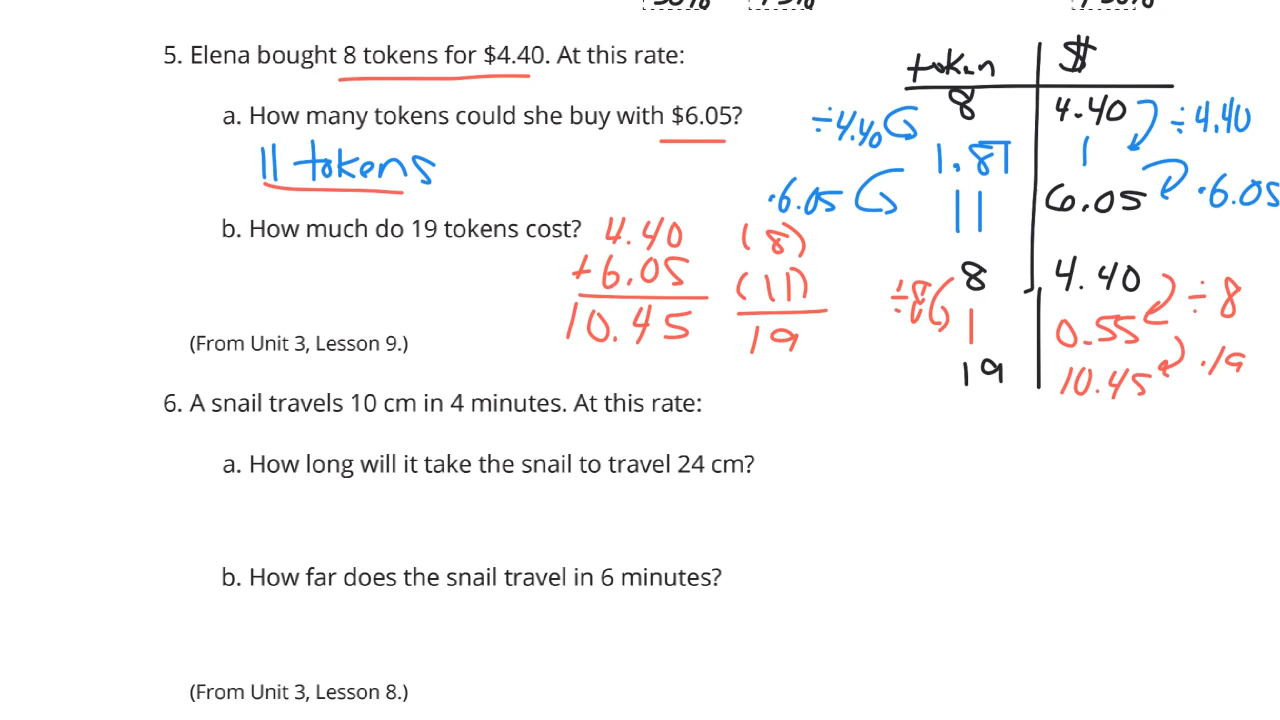 5. Elena bought 8 tokens for $4.40. At this rate:
token $
8 4.40
÷4.40 ÷4.40
a. How many tokens could she buy with $6.05?
1.81 1
11 tokens
·6.05 ·6.05
11 6.05
b. How much do 19 tokens cost?
4.40 (8)
+6.05 (11)
10.45 19
8 4.40
÷8 ÷8
1 0.55
·19
19 10.45
(From Unit 3, Lesson 9.)
6. A snail travels 10 cm in 4 minutes. At this rate:
a. How long will it take the snail to travel 24 cm?
b. How far does the snail travel in 6 minutes?
(From Unit 3, Lesson 8.)